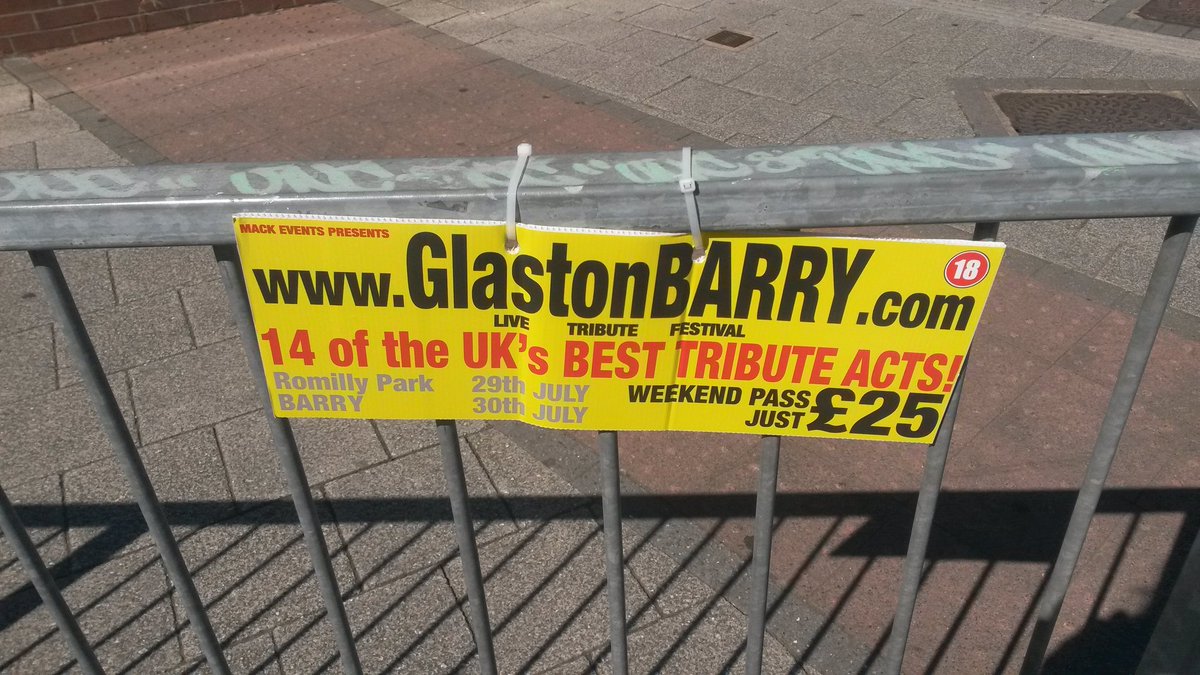 MACK EVENTS PRESENTS
www.GlastonBARRY.com
18
LIVE TRIBUTE FESTIVAL
14 of the UK's BEST TRIBUTE ACTS!
Romilly Park 29th JULY
BARRY 30th JULY
WEEKEND PASS
JUST £25